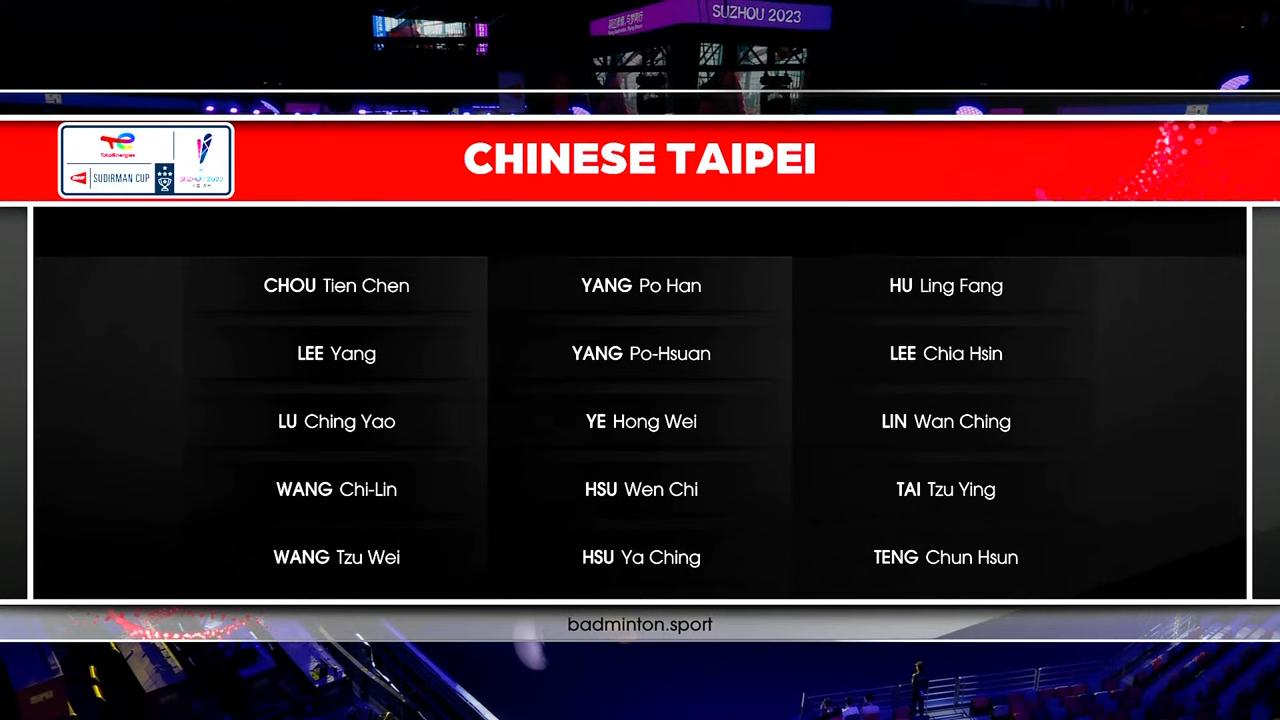 SUZHOU 2023
CHINESE TAIPEI
TotalEnergies
SUDIRMAN CUP
CHOU Tien Chen
YANG Po Han
HU Ling Fang
LEE Yang
YANG Po-Hsuan
LEE Chia Hsin
LU Ching Yao
YE Hong Wei
LIN Wan Ching
WANG Chi-Lin
HSU Wen Chi
TAI Tzu Ying
WANG Tzu Wei
HSU Ya Ching
TENG Chun Hsun
badminton.sport